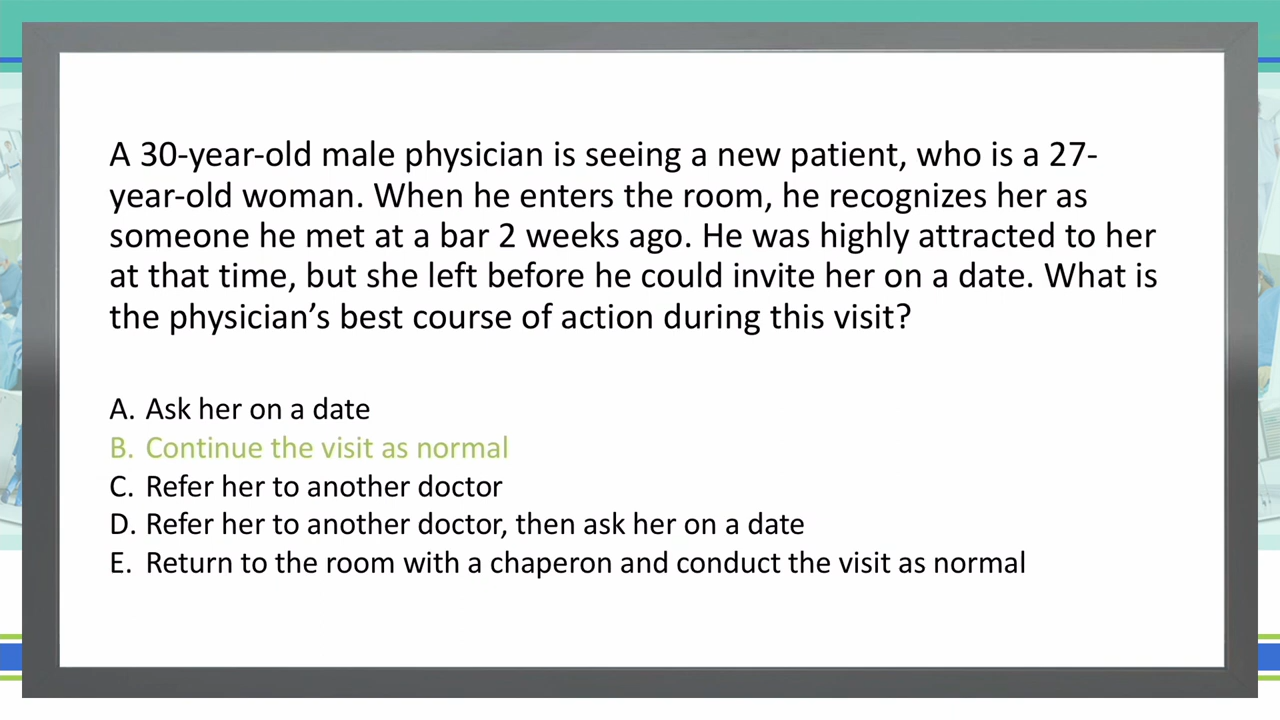 A 30-year-old male physician is seeing a new patient, who is a 27-
year-old woman. When he enters the room, he recognizes her as
someone he met at a bar 2 weeks ago. He was highly attracted to her
at that time, but she left before he could invite her on a date. What is
the physician’s best course of action during this visit?
A. Ask her on a date
B. Continue the visit as normal
C. Refer her to another doctor
D. Refer her to another doctor, then ask her on a date
E. Return to the room with a chaperon and conduct the visit as normal